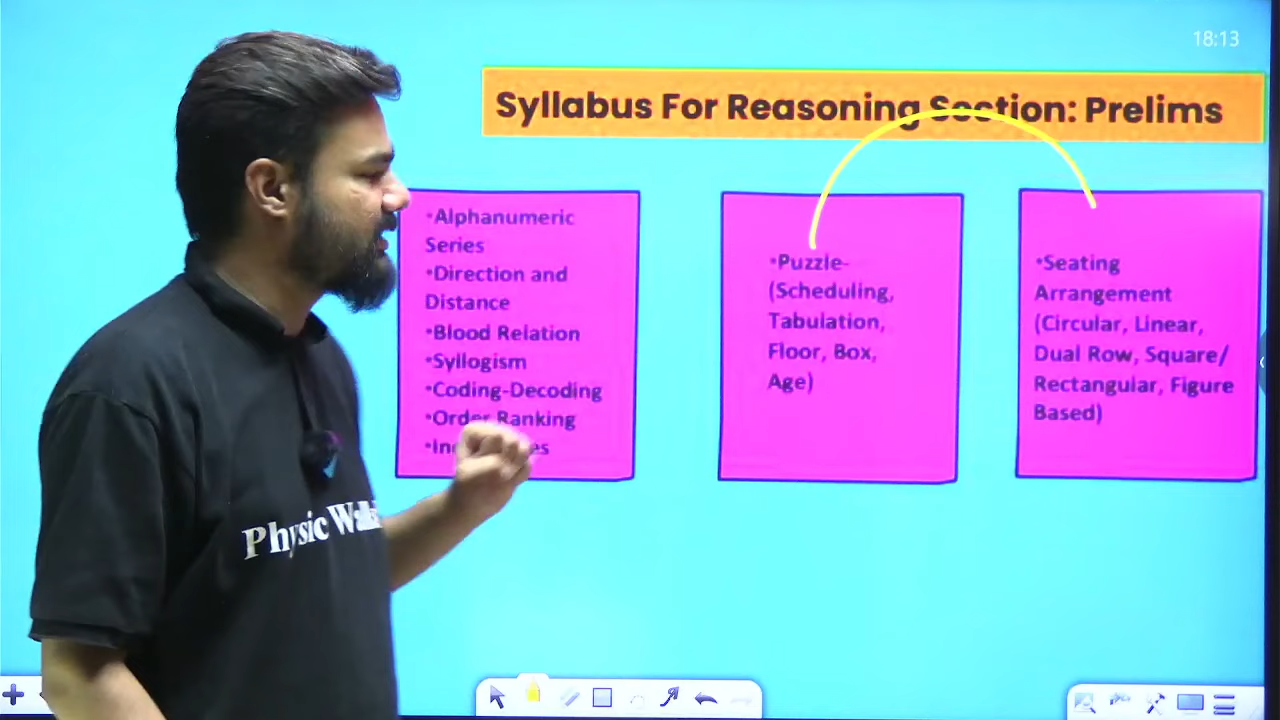 18:13
Syllabus For Reasoning Section: Prelims
•Alphanumeric
Series
•Direction and
Distance
•Blood Relation
•Syllogism
•Coding-Decoding
•Order Ranking
•Puzzle-
(Scheduling,
Tabulation,
Floor, Box,
Age)
•Seating
Arrangement
(Circular, Linear,
Dual Row, Square/
Rectangular, Figure
Based)
Physic